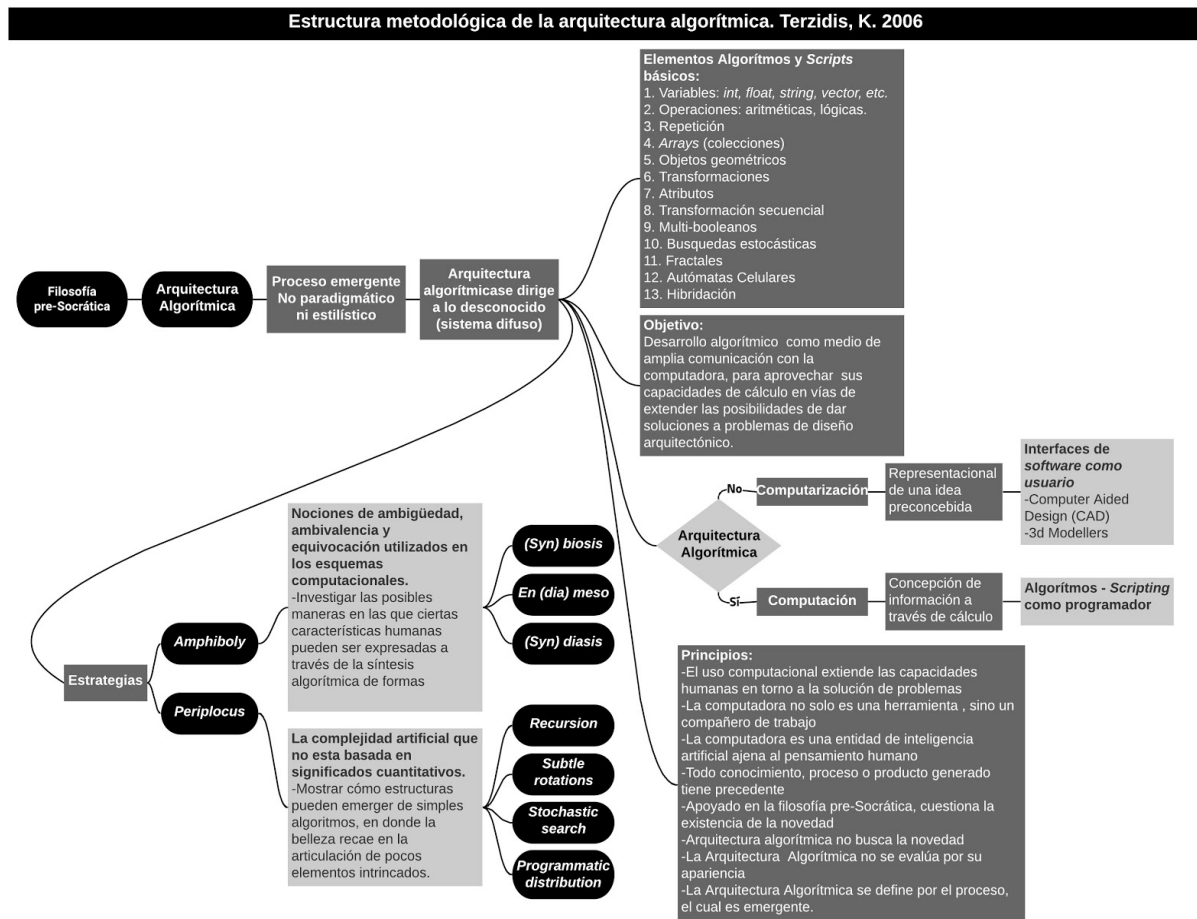 Estructura metodológica de la arquitectura algorítmica. Terzidis, K. 2006
Filosofía
pre-Socrática
Arquitectura
Algorítmica
Proceso emergente
No paradigmático
ni estilístico
Arquitectura
algorítmicase dirige
a lo desconocido
(sistema difuso)
Elementos Algorítmos y Scripts
básicos:
1. Variables: int, float, string, vector, etc.
2. Operaciones: aritméticas, lógicas.
3. Repetición
4. Arrays (colecciones)
5. Objetos geométricos
6. Transformaciones
7. Atributos
8. Transformación secuencial
9. Multi-booleanos
10. Busquedas estocásticas
11. Fractales
12. Autómatas Celulares
13. Hibridación
Objetivo:
Desarrollo algorítmico como medio de
amplia comunicación con la
computadora, para aprovechar sus
capacidades de cálculo en vías de
extender las posibilidades de dar
soluciones a problemas de diseño
arquitectónico.
Arquitectura
Algorítmica
No
Computarización
Representacional
de una idea
preconcebida
Interfaces de
software como
usuario
-Computer Aided
Design (CAD)
-3d Modellers
Sí
Computación
Concepción de
información a
través de cálculo
Algorítmos - Scripting
como programador
Principios:
-El uso computacional extiende las capacidades
humanas en torno a la solución de problemas
-La computadora no solo es una herramienta , sino un
compañero de trabajo
-La computadora es una entidad de inteligencia
artificial ajena al pensamiento humano
-Todo conocimiento, proceso o producto generado
tiene precedente
-Apoyado en la filosofía pre-Socrática, cuestiona la
existencia de la novedad
-Arquitectura algorítmica no busca la novedad
-La Arquitectura Algorítmica no se evalúa por su
apariencia
-La Arquitectura Algorítmica se define por el proceso,
el cual es emergente.
Estrategias
Amphiboly
Nociones de ambigüedad,
ambivalencia y
equivocación utilizados en
los esquemas
computacionales.
-Investigar las posibles
maneras en las que ciertas
características humanas
pueden ser expresadas a
través de la síntesis
algorítmica de formas
(Syn) biosis
En (dia) meso
(Syn) diasis
Periplocus
La complejidad artificial que
no esta basada en
significados cuantitativos.
-Mostrar cómo estructuras
pueden emerger de simples
algoritmos, en donde la
belleza recae en la
articulación de pocos
elementos intrincados.
Recursion
Subtle
rotations
Stochastic
search
Programmatic
distribution